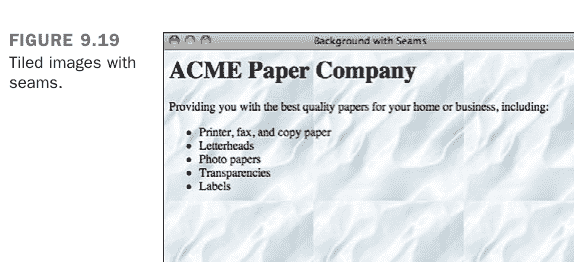 FIGURE 9.19
Tiled images with
seams.
Background with Seams
ACME Paper Company
Providing you with the best quality papers for your home or business, including:
• Printer, fax, and copy paper
• Letterheads
• Photo papers
• Transparencies
• Labels